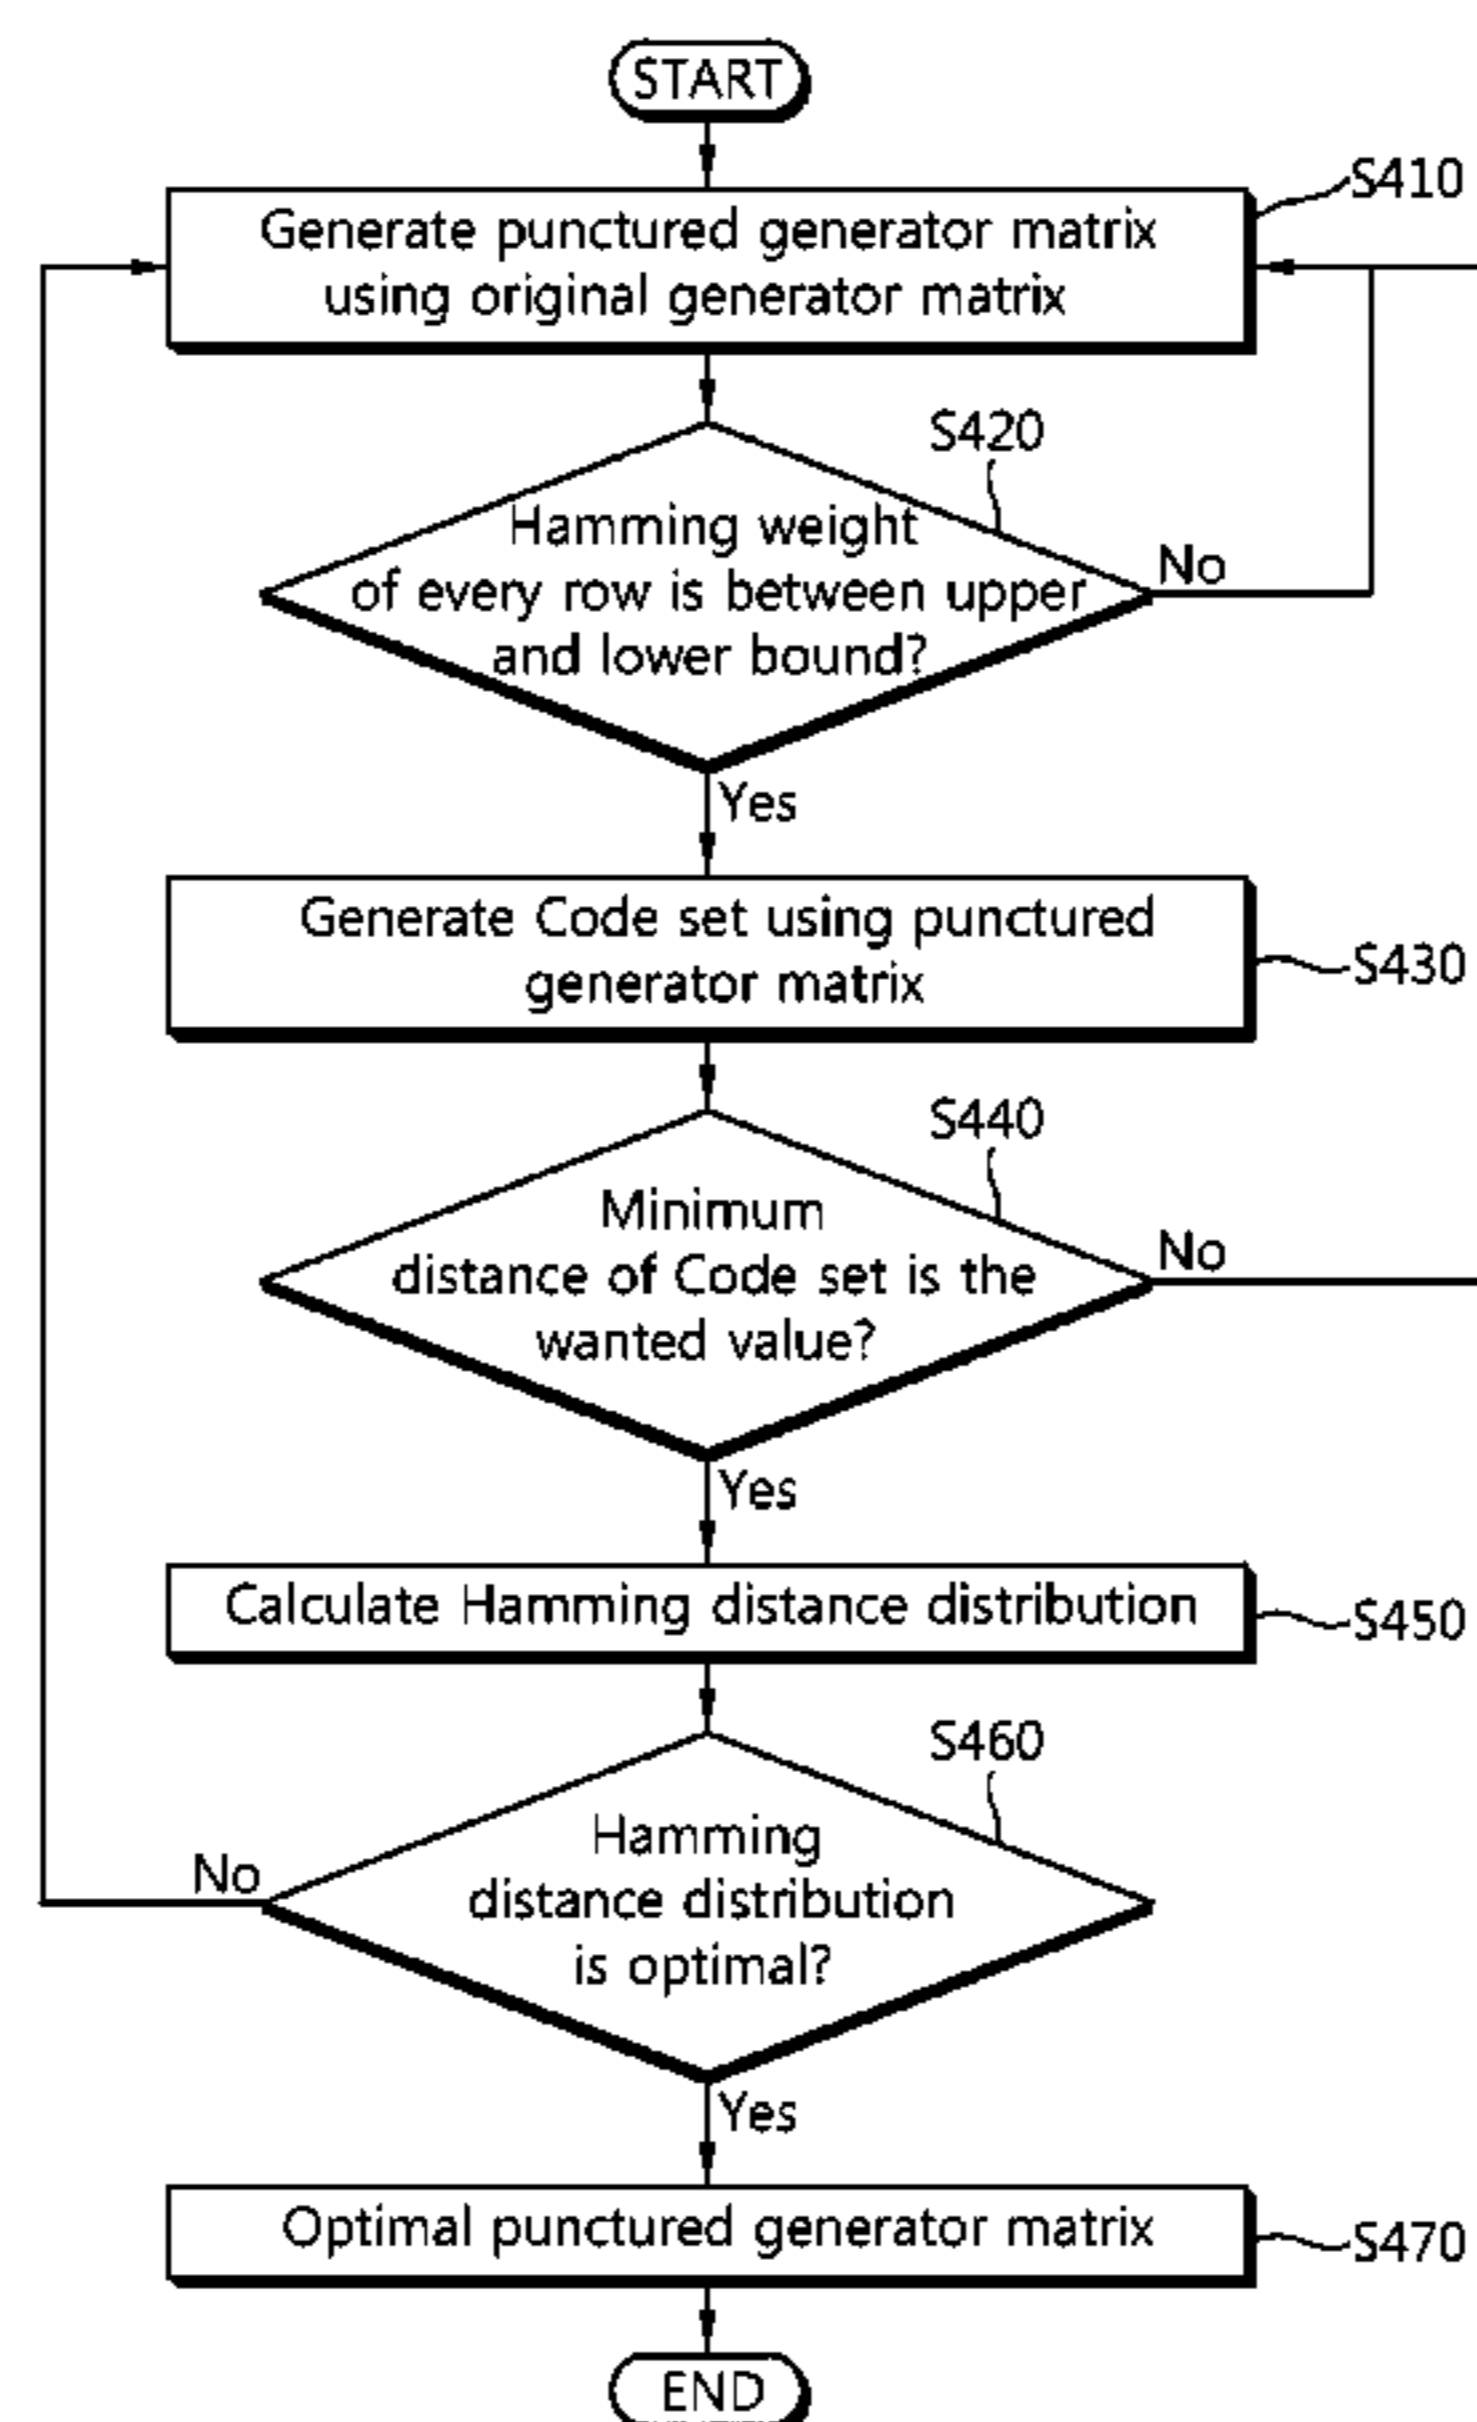 START
S410
Generate punctured generator matrix
using original generator matrix
S420
Hamming weight
of every row is between upper
and lower bound?
No
Yes
Generate Code set using punctured
generator matrix
S430
S440
Minimum
distance of Code set is the
wanted value?
No
Yes
Calculate Hamming distance distribution
S450
S460
Hamming
distance distribution
is optimal?
No
Yes
Optimal punctured generator matrix
S470
END